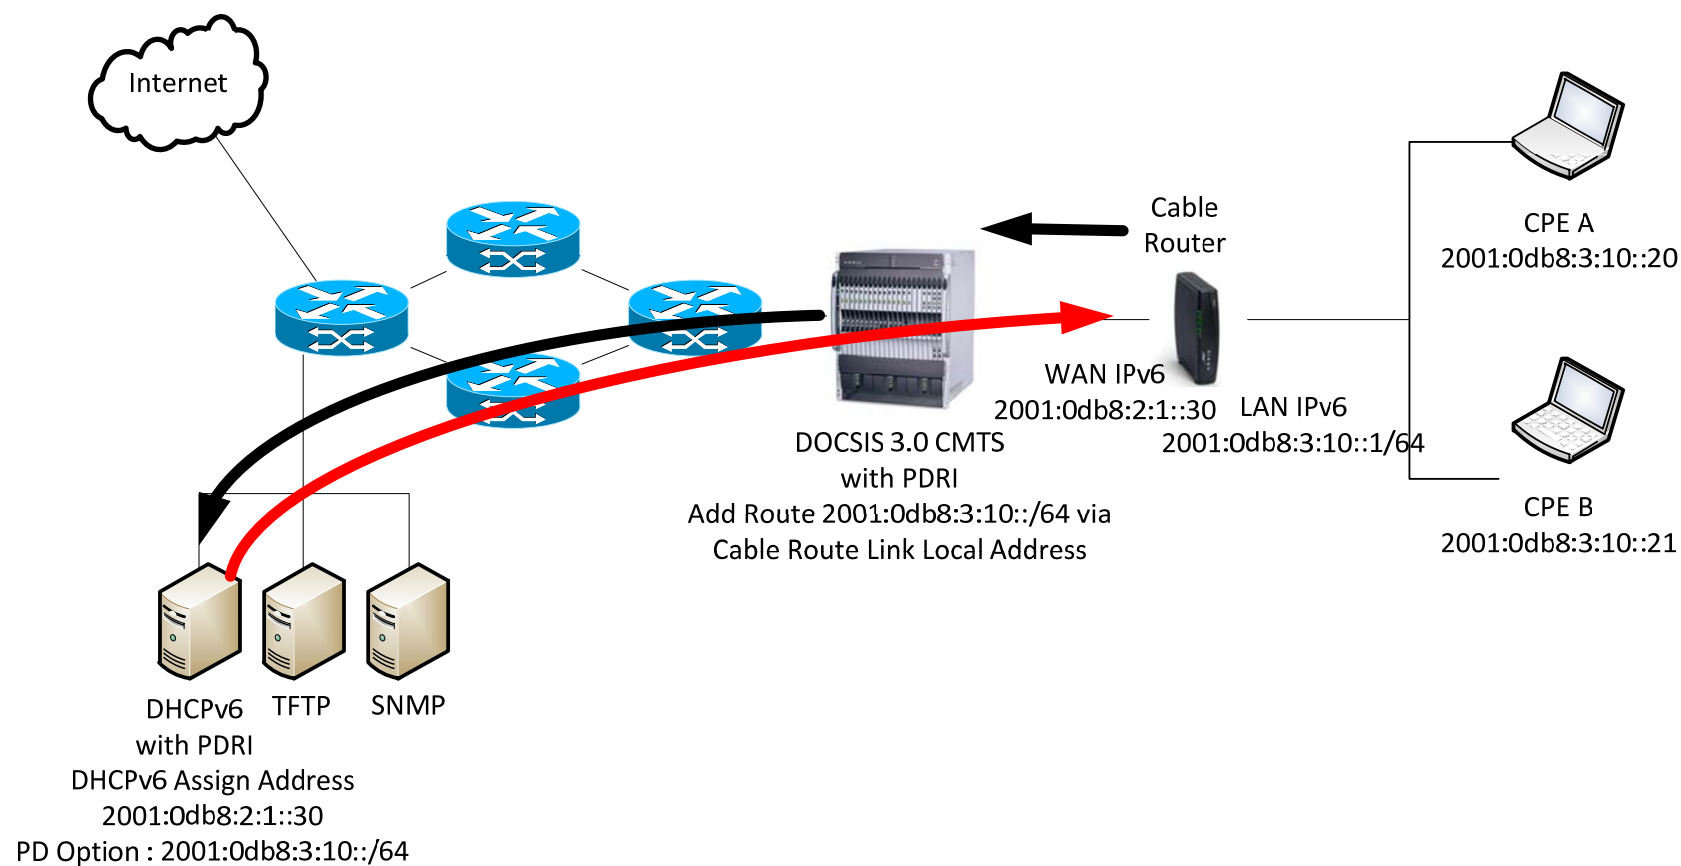 Internet
Cable
Router
CPE A
2001:0db8:3:10::20
WAN IPv6
2001:0db8:2:1::30
LAN IPv6
2001:0db8:3:10::1/64
DOCSIS 3.0 CMTS
with PDRI
Add Route 2001:0db8:3:10::/64 via
Cable Route Link Local Address
CPE B
2001:0db8:3:10::21
DHCPv6
with PDRI
DHCPv6 Assign Address
2001:0db8:2:1::30
PD Option : 2001:0db8:3:10::/64
TFTP
SNMP